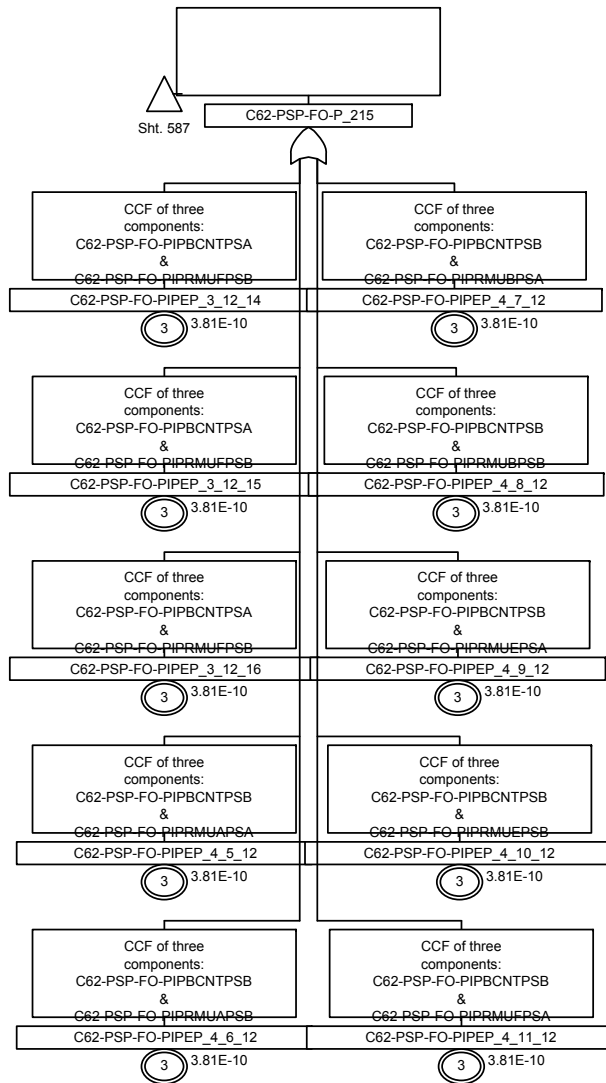 Sht. 587
C62-PSP-FO-P_215
CCF of three
components:
C62-PSP-FO-PIPBCNTPSA
&
C62-PSP-FO-PIPRMUFPSB
C62-PSP-FO-PIPEP_3_12_14
3
3.81E-10
CCF of three
components:
C62-PSP-FO-PIPBCNTPSB
&
C62-PSP-FO-PIPRMUBPSA
C62-PSP-FO-PIPEP_4_7_12
3
3.81E-10
CCF of three
components:
C62-PSP-FO-PIPBCNTPSA
&
C62-PSP-FO-PIPRMUFPSB
C62-PSP-FO-PIPEP_3_12_15
3
3.81E-10
CCF of three
components:
C62-PSP-FO-PIPBCNTPSB
&
C62-PSP-FO-PIPRMUBPSB
C62-PSP-FO-PIPEP_4_8_12
3
3.81E-10
CCF of three
components:
C62-PSP-FO-PIPBCNTPSA
&
C62-PSP-FO-PIPRMUFPSB
C62-PSP-FO-PIPEP_3_12_16
3
3.81E-10
CCF of three
components:
C62-PSP-FO-PIPBCNTPSB
&
C62-PSP-FO-PIPRMUEPSA
C62-PSP-FO-PIPEP_4_9_12
3
3.81E-10
CCF of three
components:
C62-PSP-FO-PIPBCNTPSB
&
C62-PSP-FO-PIPRMUAPSA
C62-PSP-FO-PIPEP_4_5_12
3
3.81E-10
CCF of three
components:
C62-PSP-FO-PIPBCNTPSB
&
C62-PSP-FO-PIPRMUEPSB
C62-PSP-FO-PIPEP_4_10_12
3
3.81E-10
CCF of three
components:
C62-PSP-FO-PIPBCNTPSB
&
C62-PSP-FO-PIPRMUAPSB
C62-PSP-FO-PIPEP_4_6_12
3
3.81E-10
CCF of three
components:
C62-PSP-FO-PIPBCNTPSB
&
C62-PSP-FO-PIPRMUFPSA
C62-PSP-FO-PIPEP_4_11_12
3
3.81E-10